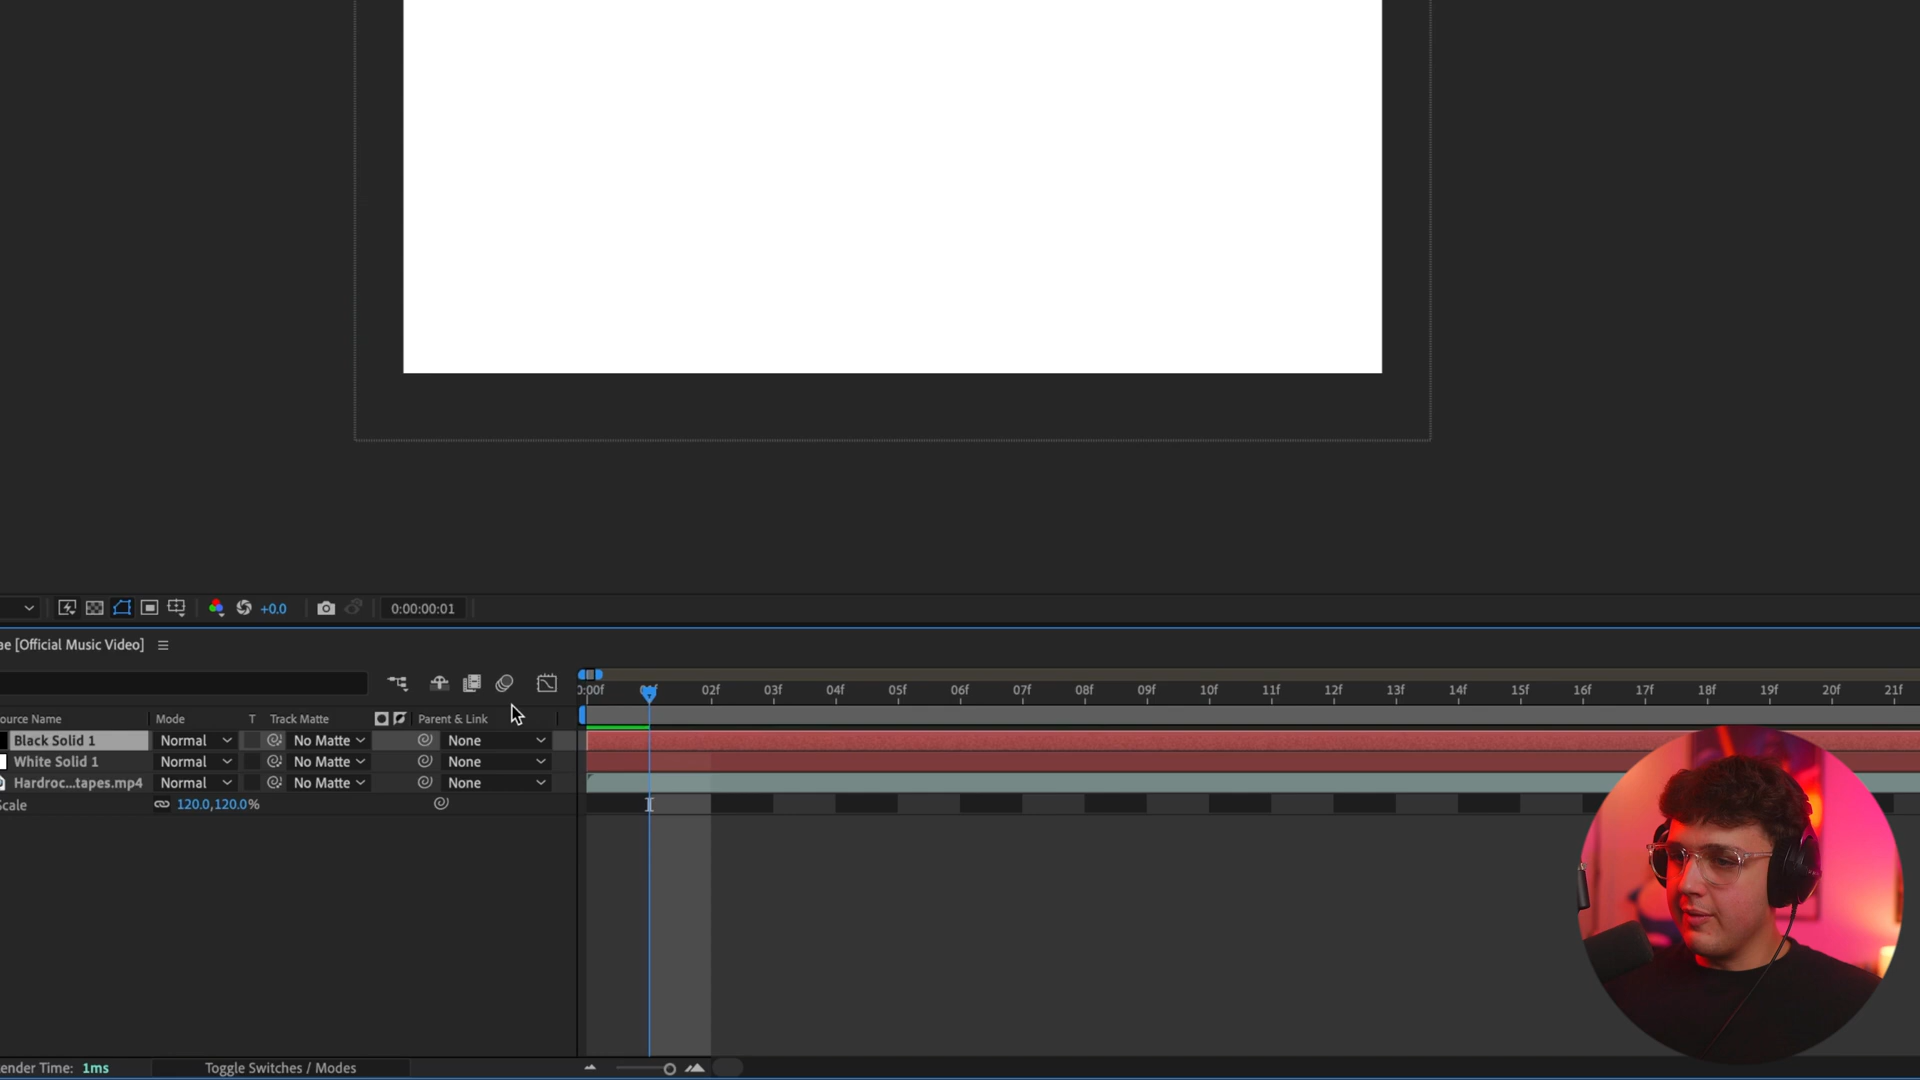 +0.0 0:00:00:01
ae [Official Music Video]
0:00f 02f 03f 04f 05f 06f 07f 08f 09f 10f 11f 12f 13f 14f 15f 16f 17f 18f 19f 20f 21f
ource Name Mode T Track Matte Parent & Link
Black Solid 1 Normal No Matte None
White Solid 1 Normal No Matte None
Hardroc...tapes.mp4 Normal No Matte None
cale 120.0,120.0%
ender Time: 1ms Toggle Switches / Modes